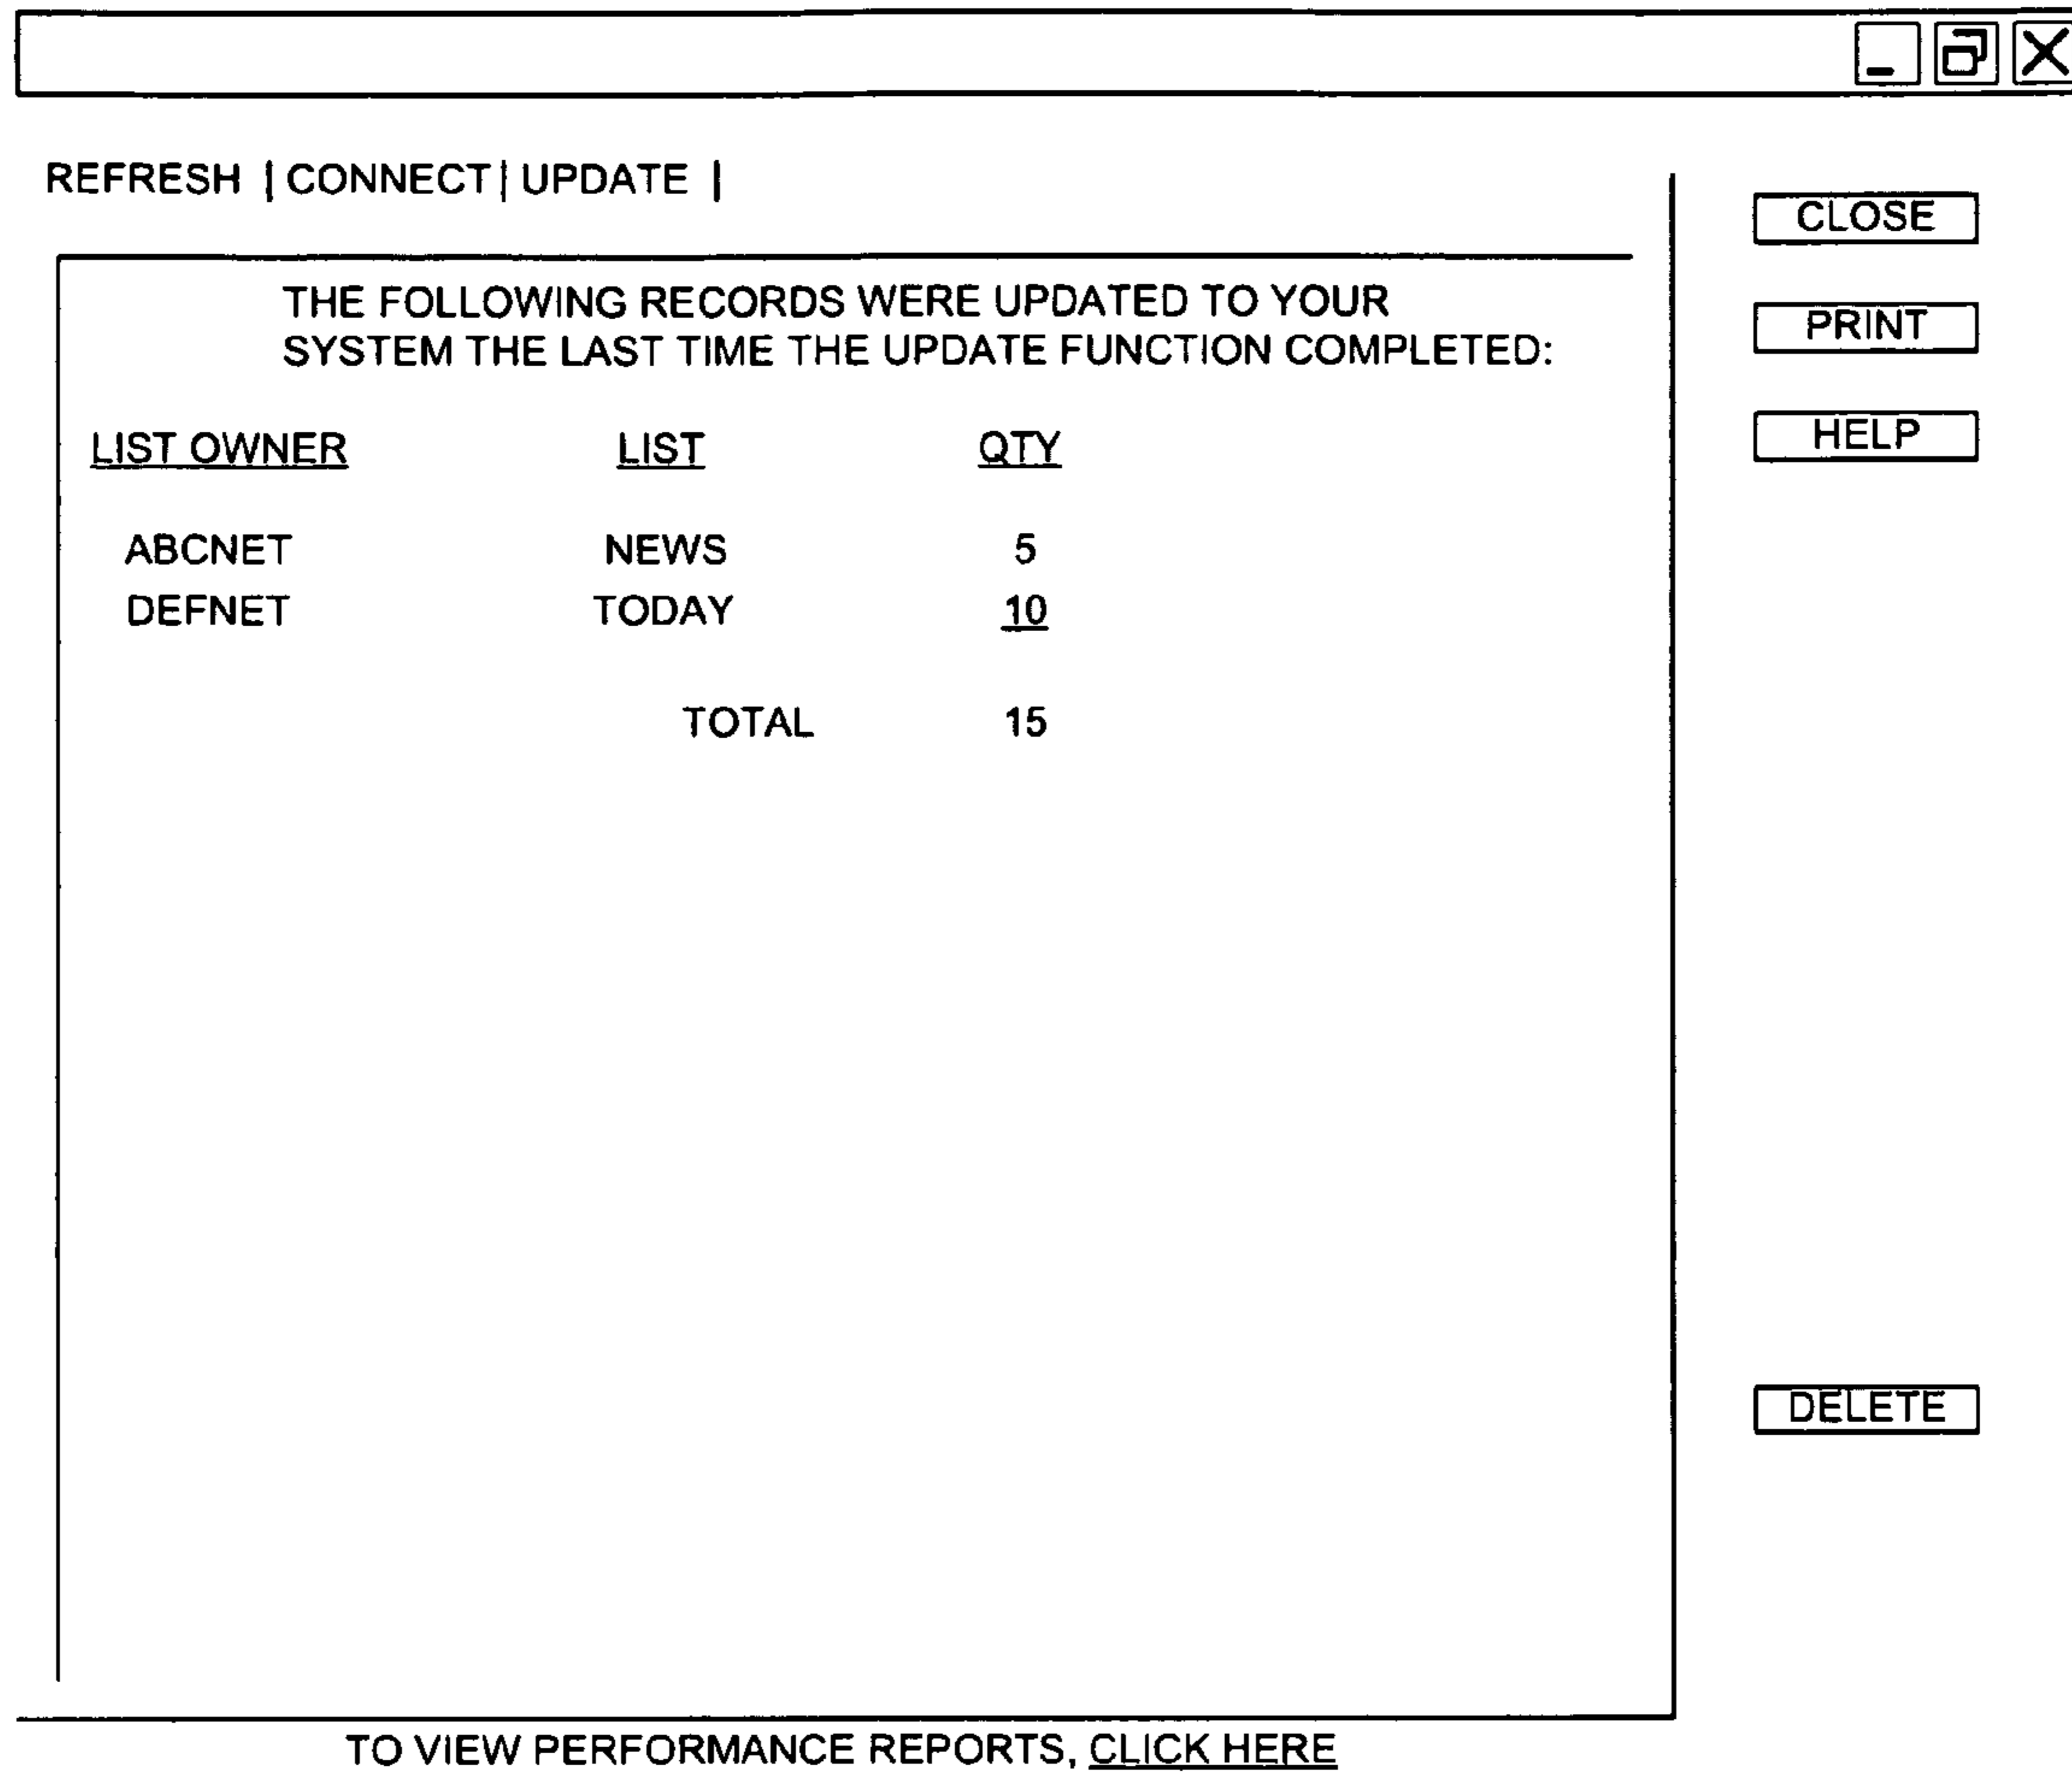 REFRESH | CONNECT | UPDATE |
CLOSE
PRINT
HELP
THE FOLLOWING RECORDS WERE UPDATED TO YOUR
SYSTEM THE LAST TIME THE UPDATE FUNCTION COMPLETED:
LIST OWNER LIST QTY
ABCNET NEWS 5
DEFNET TODAY 10
TOTAL 15
DELETE
TO VIEW PERFORMANCE REPORTS, CLICK HERE